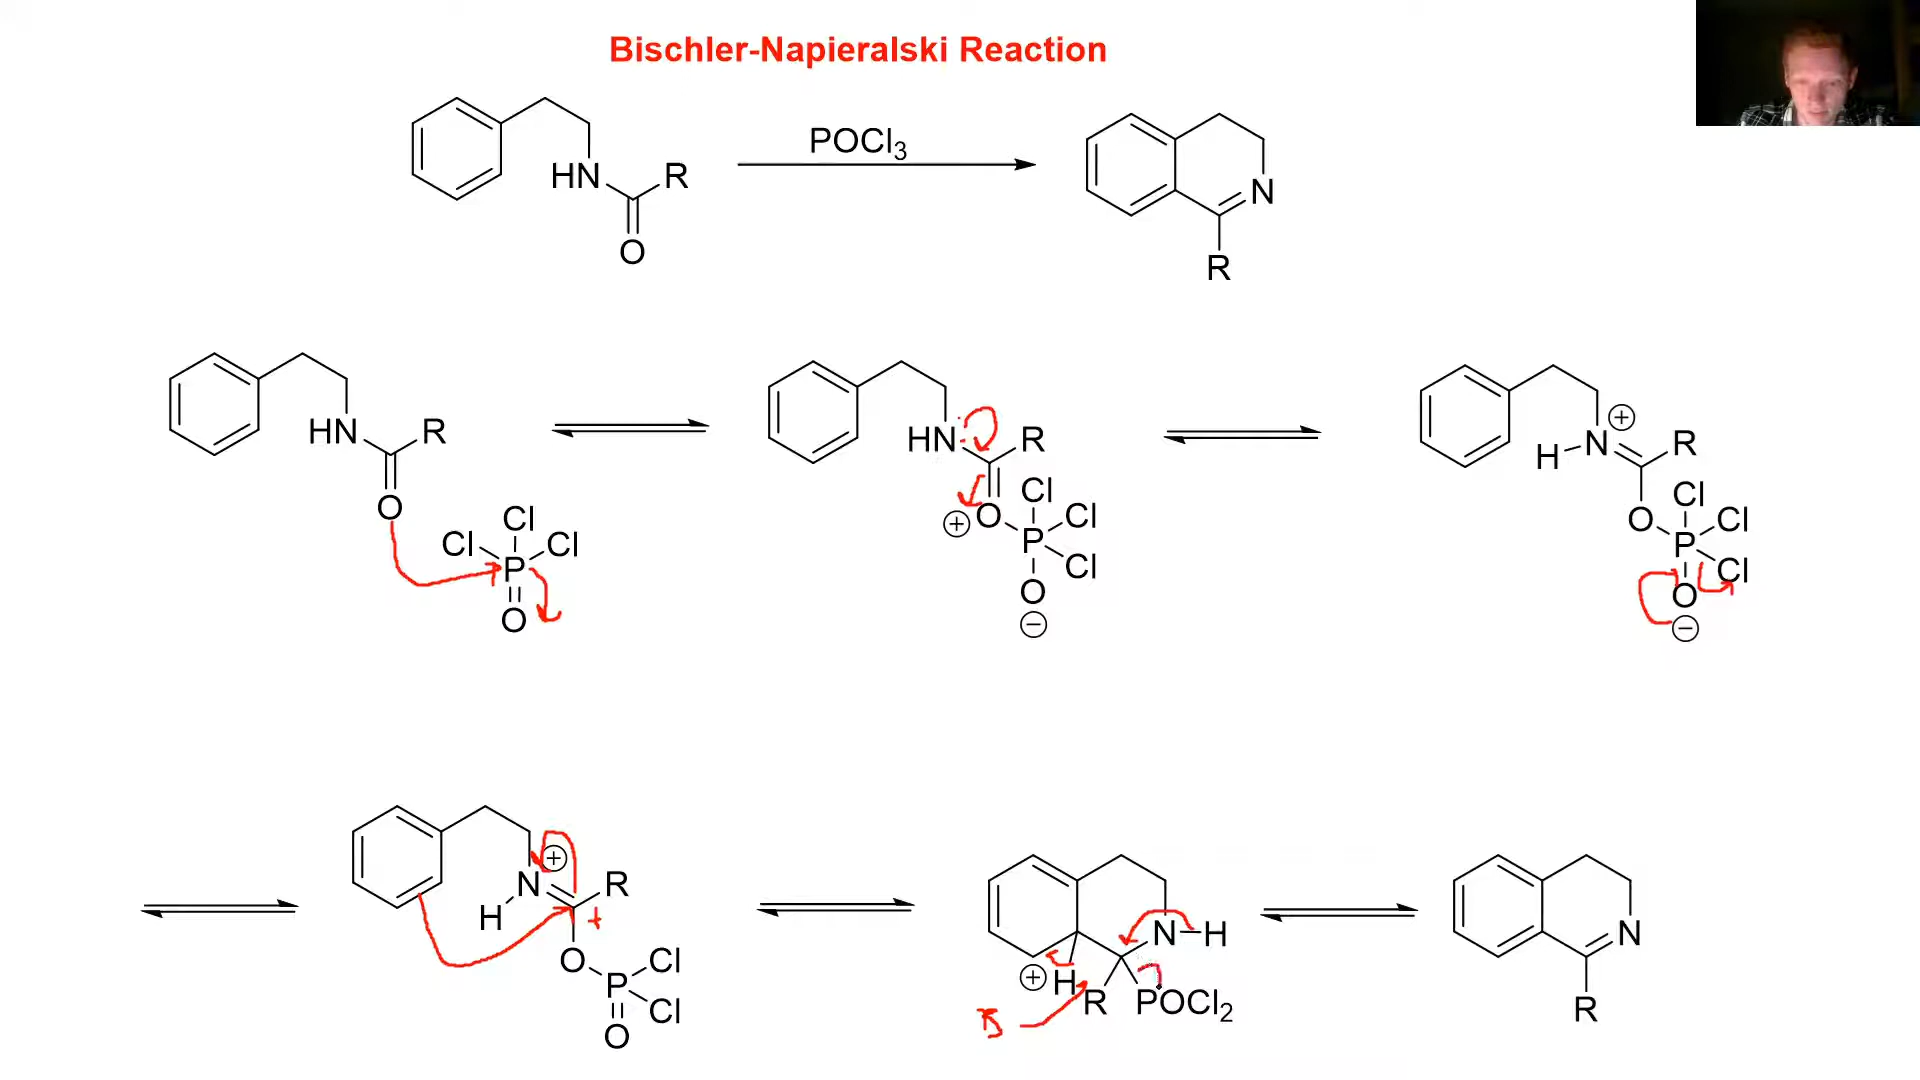 Bischler-Napieralski Reaction
HN R O
POCl3
N R
HN R O
Cl Cl Cl P O
HN R
Cl Cl Cl P O O
⊕ ⊖
H N ⊕ R
O Cl Cl Cl P O ⊖
N ⊕ H R +
O P Cl Cl O
N H
⊕ H R POCl2
B
N R